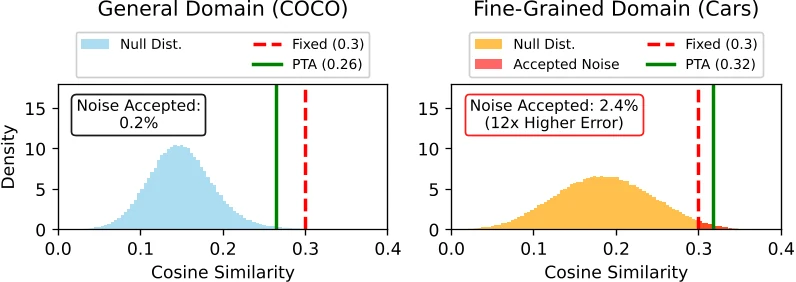 General Domain (COCO)
Null Dist.
Fixed (0.3)
PTA (0.26)
Noise Accepted:
0.2%
Density
15
10
5
0
0.0
0.1
0.2
0.3
0.4
Cosine Similarity
Fine-Grained Domain (Cars)
Null Dist.
Accepted Noise
Fixed (0.3)
PTA (0.32)
Noise Accepted: 2.4%
(12x Higher Error)
15
10
5
0
0.0
0.1
0.2
0.3
0.4
Cosine Similarity